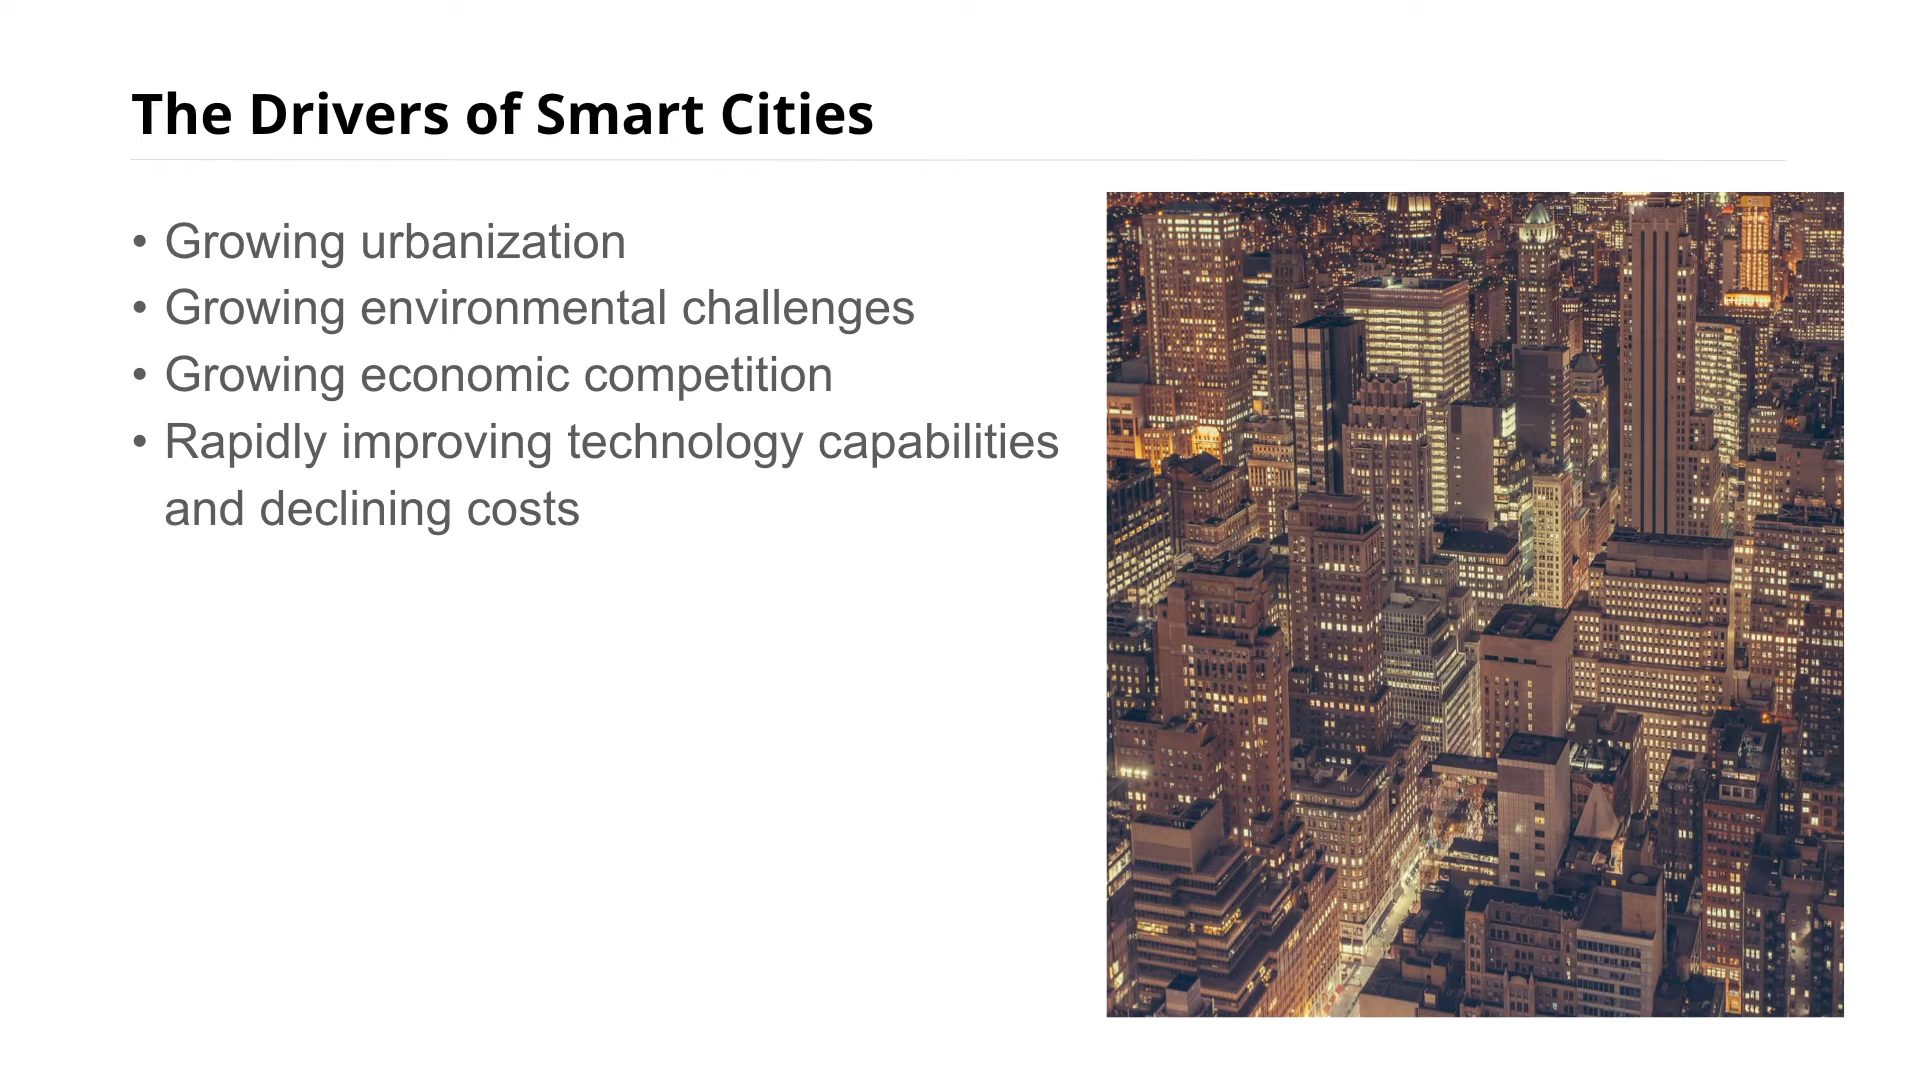 The Drivers of Smart Cities
• Growing urbanization
• Growing environmental challenges
• Growing economic competition
• Rapidly improving technology capabilities
and declining costs